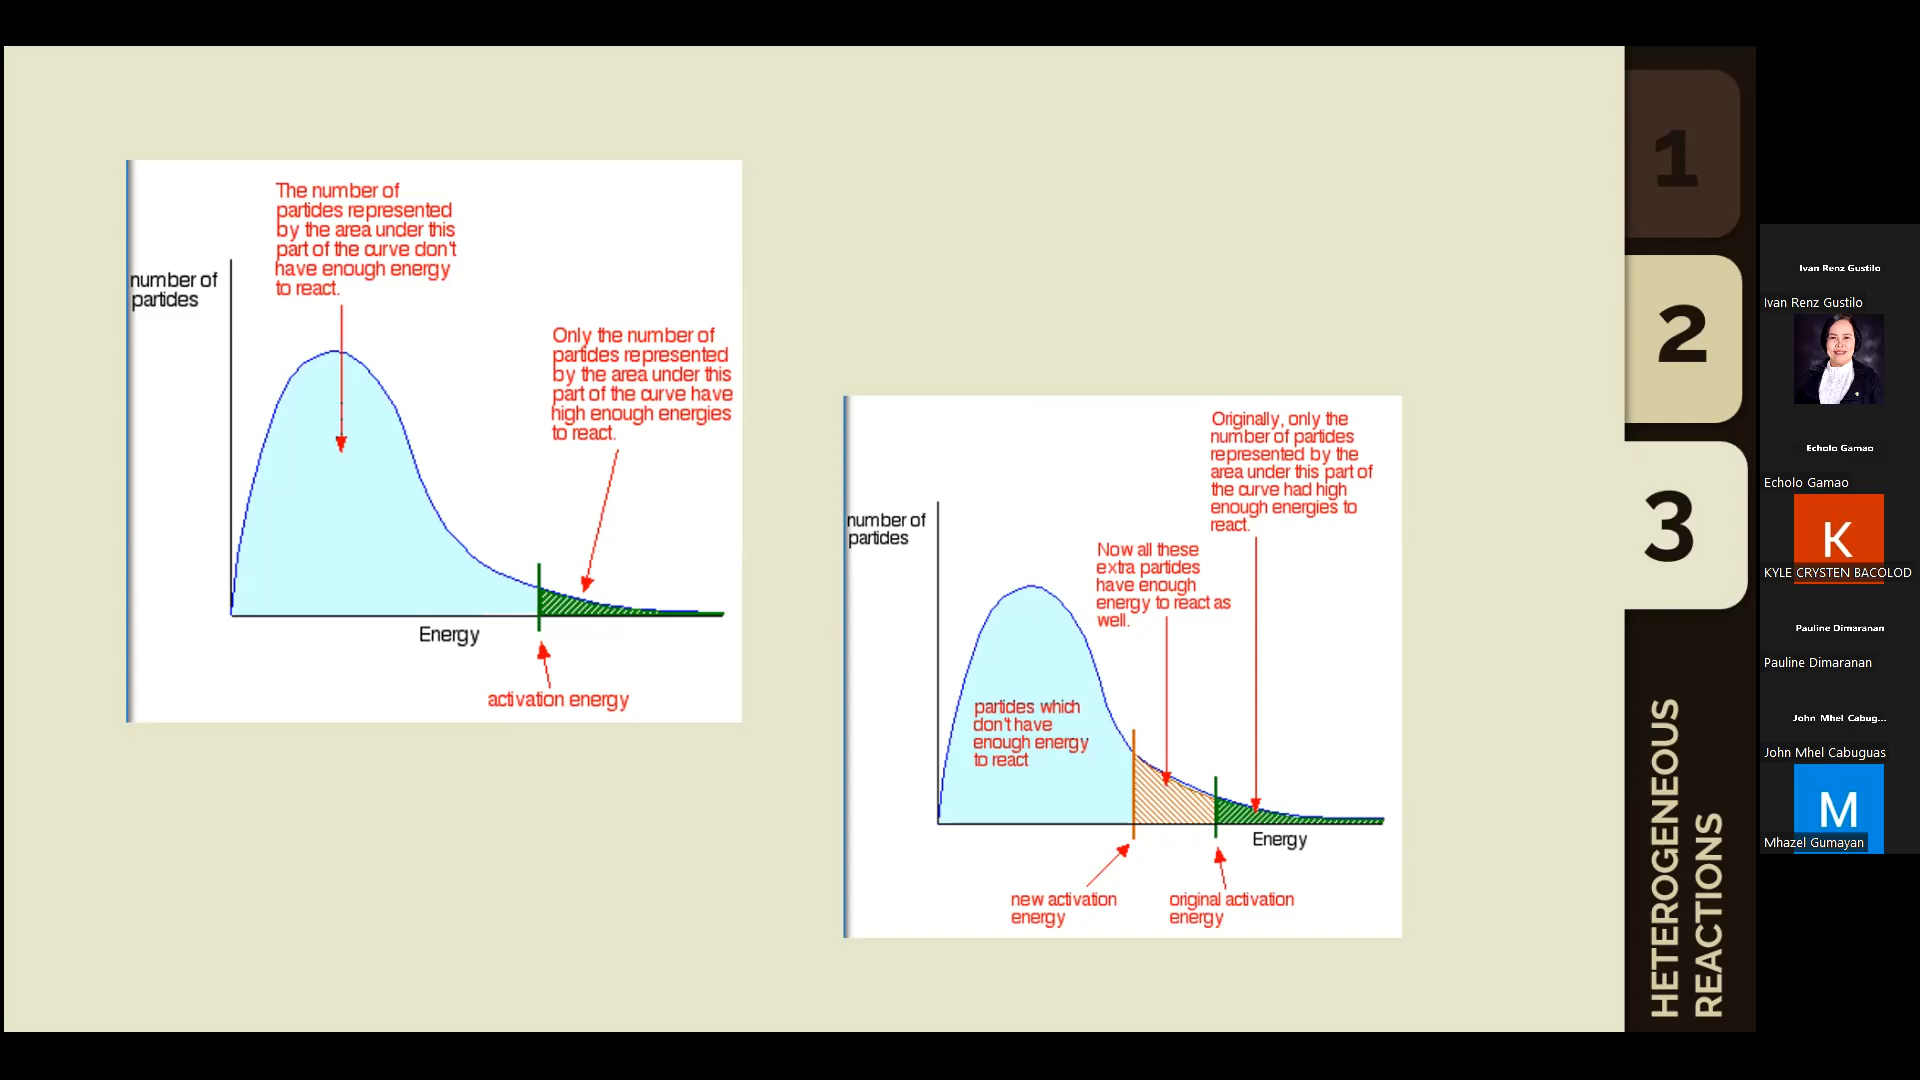 The number of
particles represented
by the area under this
part of the curve don't
have enough energy
to react.
number of
particles
Only the number of
particles represented
by the area under this
part of the curve have
high enough energies
to react.
Energy
activation energy
Originally, only the
number of particles
represented by the
area under this part of
the curve had high
enough energies to
react.
number of
particles
Now all these
extra particles
have enough
energy to react as
well.
particles which
don't have
enough energy
to react
Energy
new activation
energy
original activation
energy
1
2
3
HETEROGENEOUS
REACTIONS
Ivan Renz Gustilo
Ivan Renz Gustilo
Echolo Gamao
Echolo Gamao
K
KYLE CRYSTEN BACOLOD
Pauline Dimaranan
Pauline Dimaranan
John Mhel Cabug...
John Mhel Cabuguas
M
Mhazel Gumayan